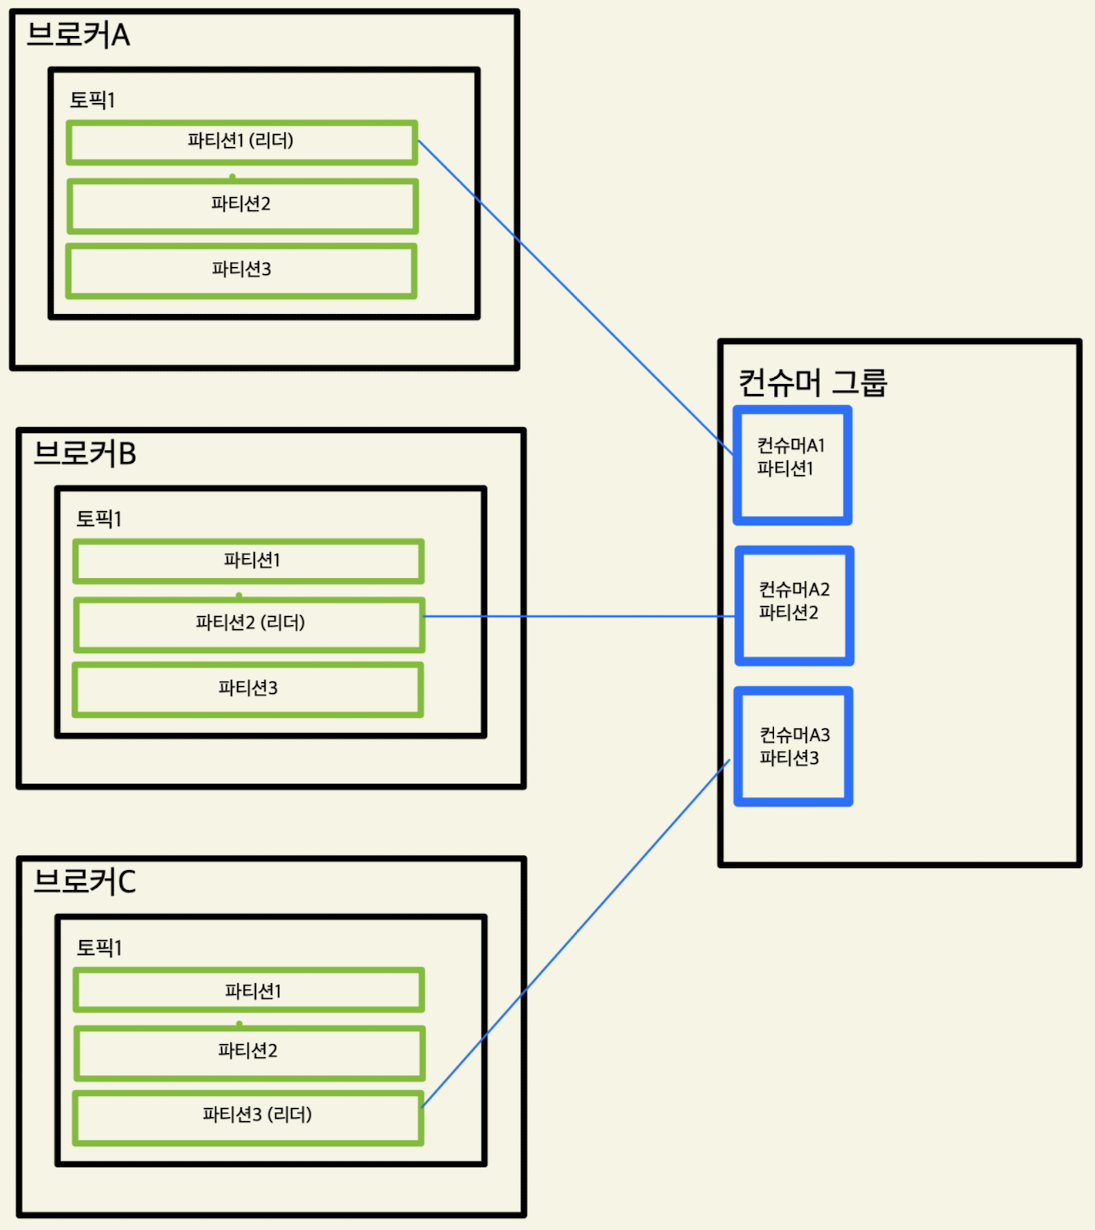 브로커A
토픽1
파티션1 (리더)
파티션2
파티션3
브로커B
토픽1
파티션1
파티션2 (리더)
파티션3
브로커C
토픽1
파티션1
파티션2
파티션3 (리더)
컨슈머 그룹
컨슈머A1
파티션1
컨슈머A2
파티션2
컨슈머A3
파티션3